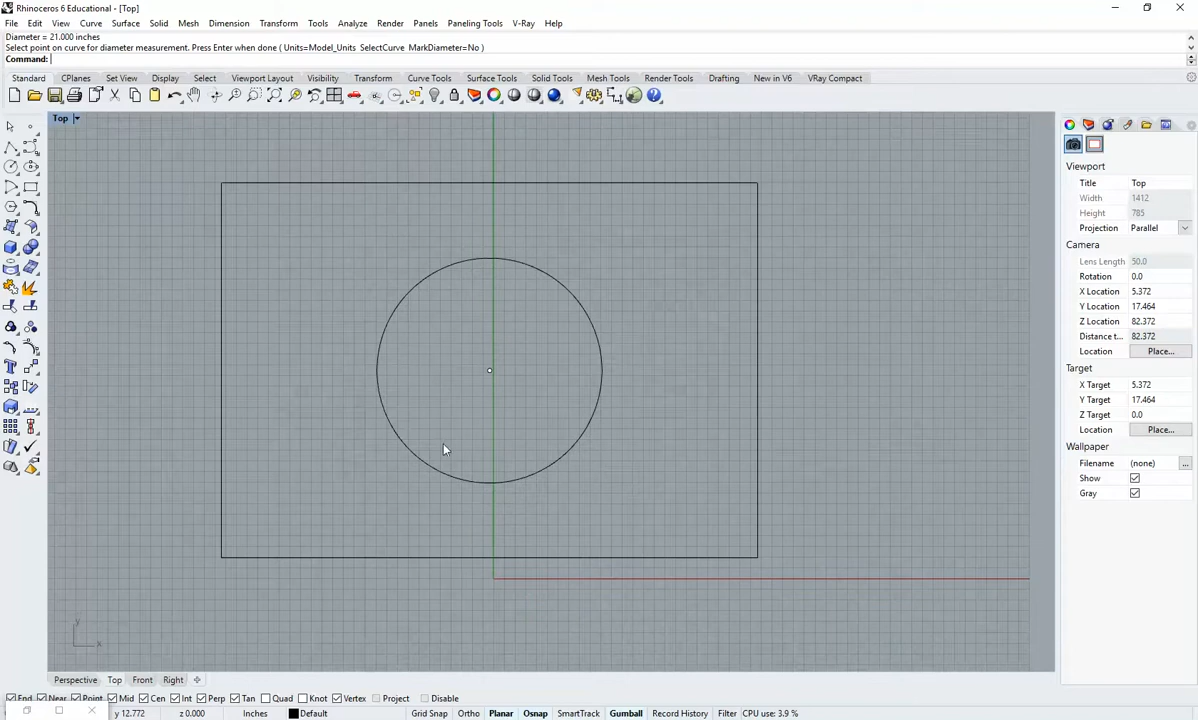 Rhinoceros 6 Educational - [Top]
File Edit View Curve Surface Solid Mesh Dimension Transform Tools Analyze Render Panels Paneling Tools V-Ray Help
Diameter = 21.000 inches
Select point on curve for diameter measurement. Press Enter when done ( Units=Model_Units SelectCurve MarkDiameter=No )
Command:
Standard CPlanes Set View Display Select Viewport Layout Visibility Transform Curve Tools Surface Tools Solid Tools Mesh Tools Render Tools Drafting New in V6 VRay Compact
Top
Viewport
Title Top
Width 1412
Height 785
Projection Parallel
Camera
Lens Length 50.0
Rotation 0.0
X Location 5.372
Y Location 17.464
Z Location 82.372
Distance t... 82.372
Location Place...
Target
X Target 5.372
Y Target 17.464
Z Target 0.0
Location Place...
Wallpaper
Filename (none) ...
Show
Gray
y
x
Perspective Top Front Right
End Near Point Mid Cen Int Perp Tan Quad Knot Vertex Project Disable
y 12.772 z 0.000 Inches Default Grid Snap Ortho Planar Osnap SmartTrack Gumball Record History Filter CPU use: 3.9 %